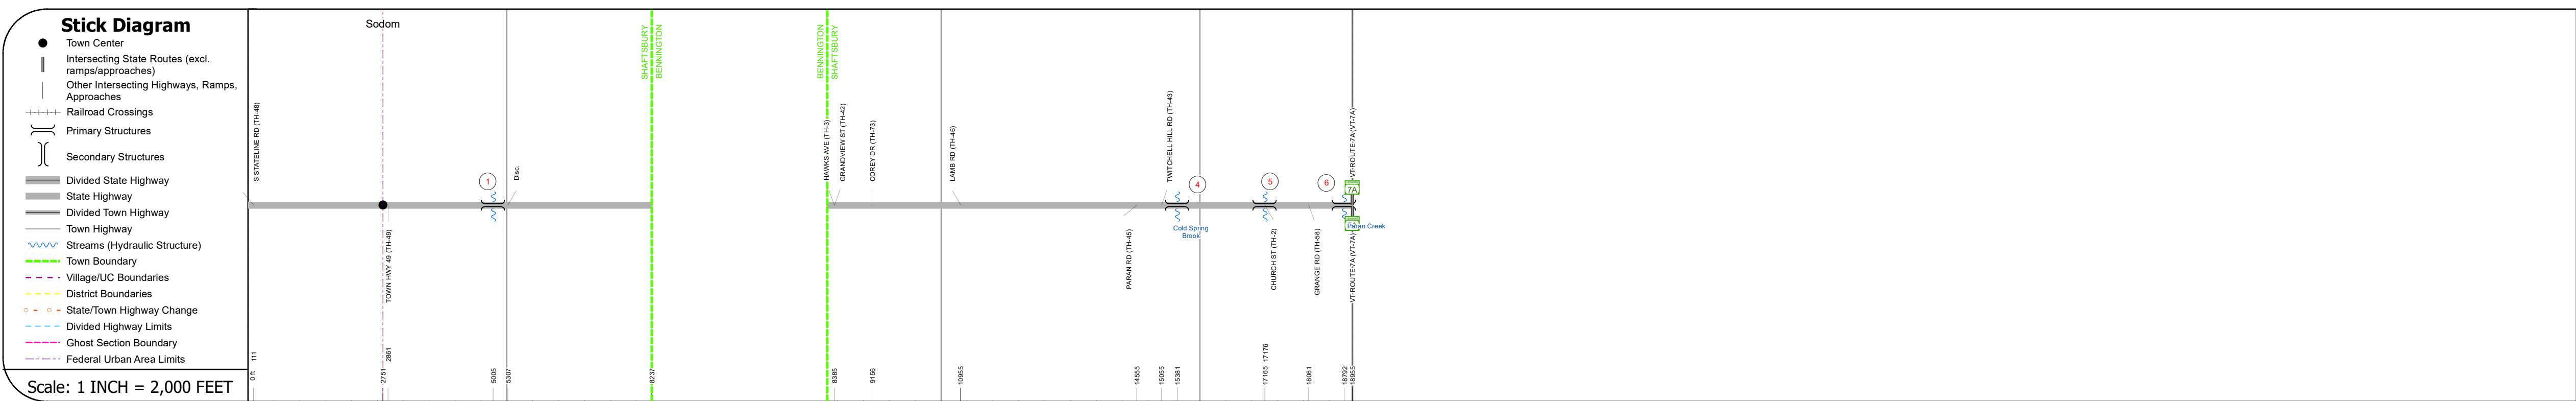 Stick Diagram
Town Center
Intersecting State Routes (excl.
ramps/approaches)
Other Intersecting Highways, Ramps,
Approaches
Railroad Crossings
Primary Structures
Secondary Structures
Divided State Highway
State Highway
Divided Town Highway
Town Highway
Streams (Hydraulic Structure)
Town Boundary
Village/UC Boundaries
District Boundaries
State/Town Highway Change
Divided Highway Limits
Ghost Section Boundary
Federal Urban Area Limits
Scale: 1 INCH = 2,000 FEET
Sodom
SHAFTSBURY
BENNINGTON
BENNINGTON
SHAFTSBURY
S STATELINE RD (TH-48)
TOWN HWY 49 (TH-49)
1
Disc.
HAWKS AVE (TH-3)
GRANDVIEW ST (TH-42)
COREY DR (TH-73)
LAMB RD (TH-46)
PARAN RD (TH-45)
TWITCHELL HILL RD (TH-43)
4
Cold Spring
Brook
5
CHURCH ST (TH-2)
GRANGE RD (TH-58)
6
VT-ROUTE-7A (VT-7A)
7A
Paran Creek
VT-ROUTE-7A (VT-7A)
0 ft
111
2751
2861
5005
5307
8237
8385
9156
10955
14555
15055
15381
17165
17176
18061
18792
18955